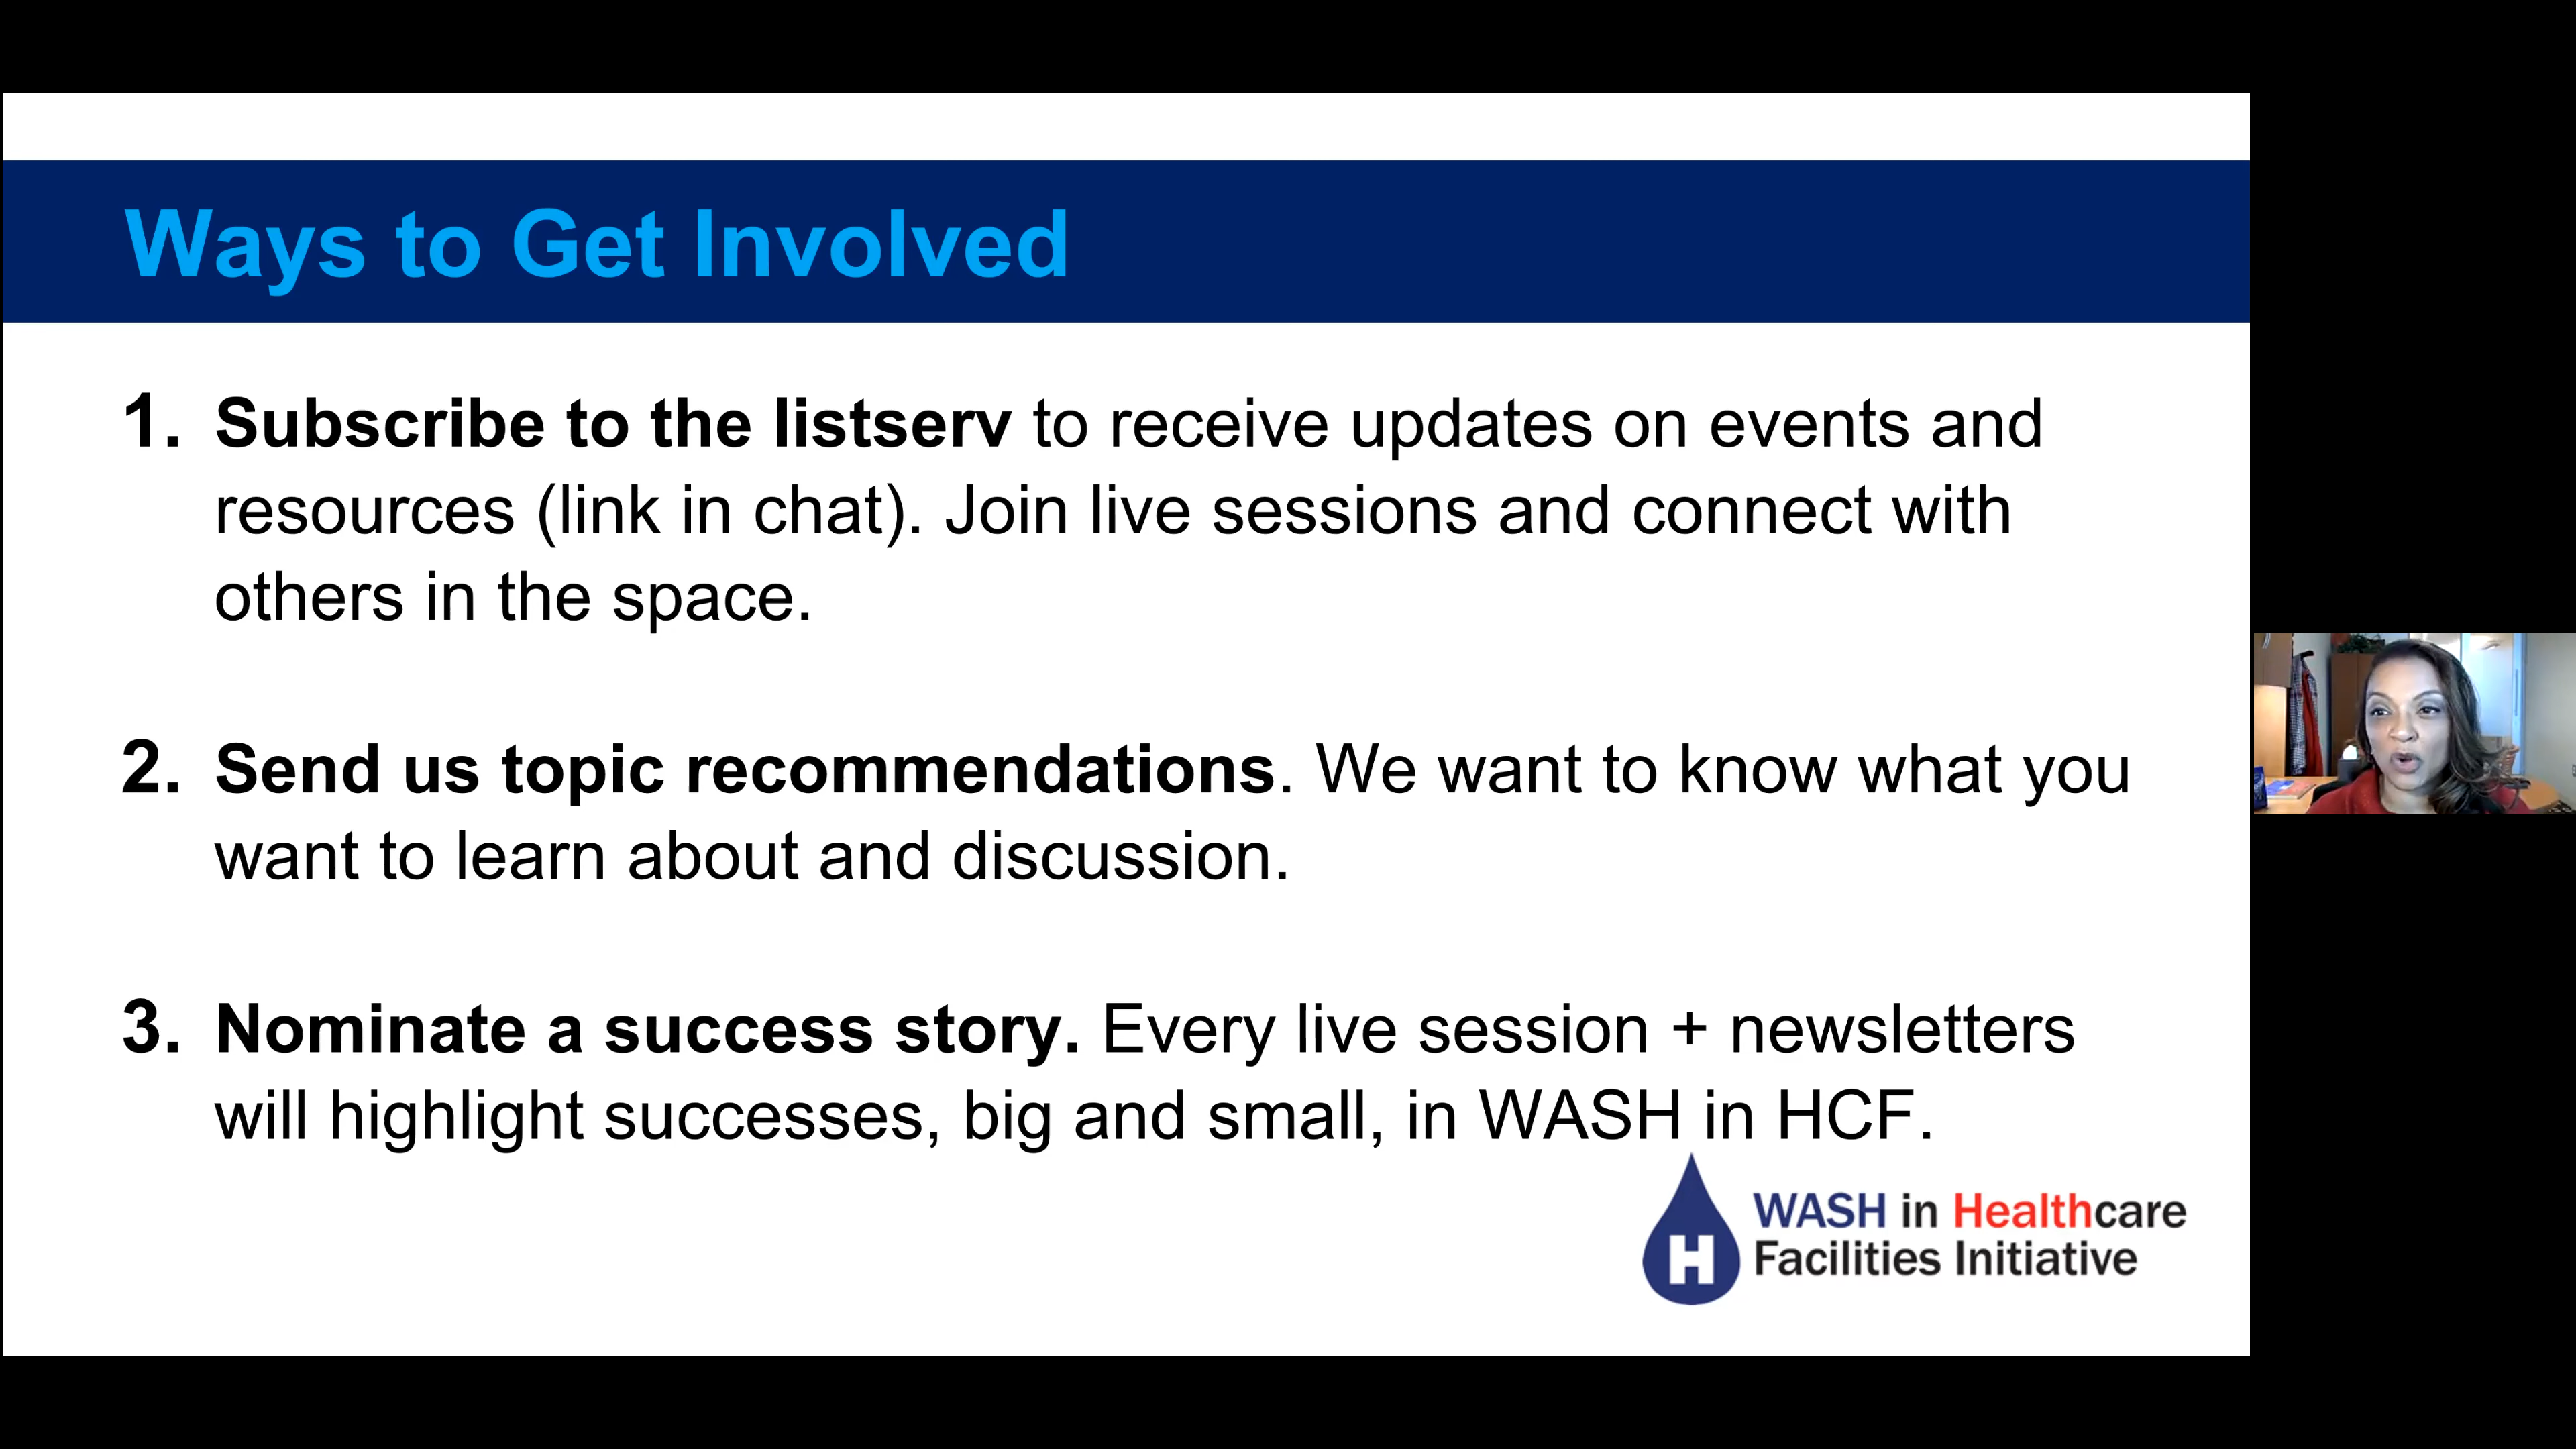 Ways to Get Involved
1. Subscribe to the listserv to receive updates on events and
resources (link in chat). Join live sessions and connect with
others in the space.
2. Send us topic recommendations. We want to know what you
want to learn about and discussion.
3. Nominate a success story. Every live session + newsletters
will highlight successes, big and small, in WASH in HCF.
H
WASH in Healthcare
Facilities Initiative